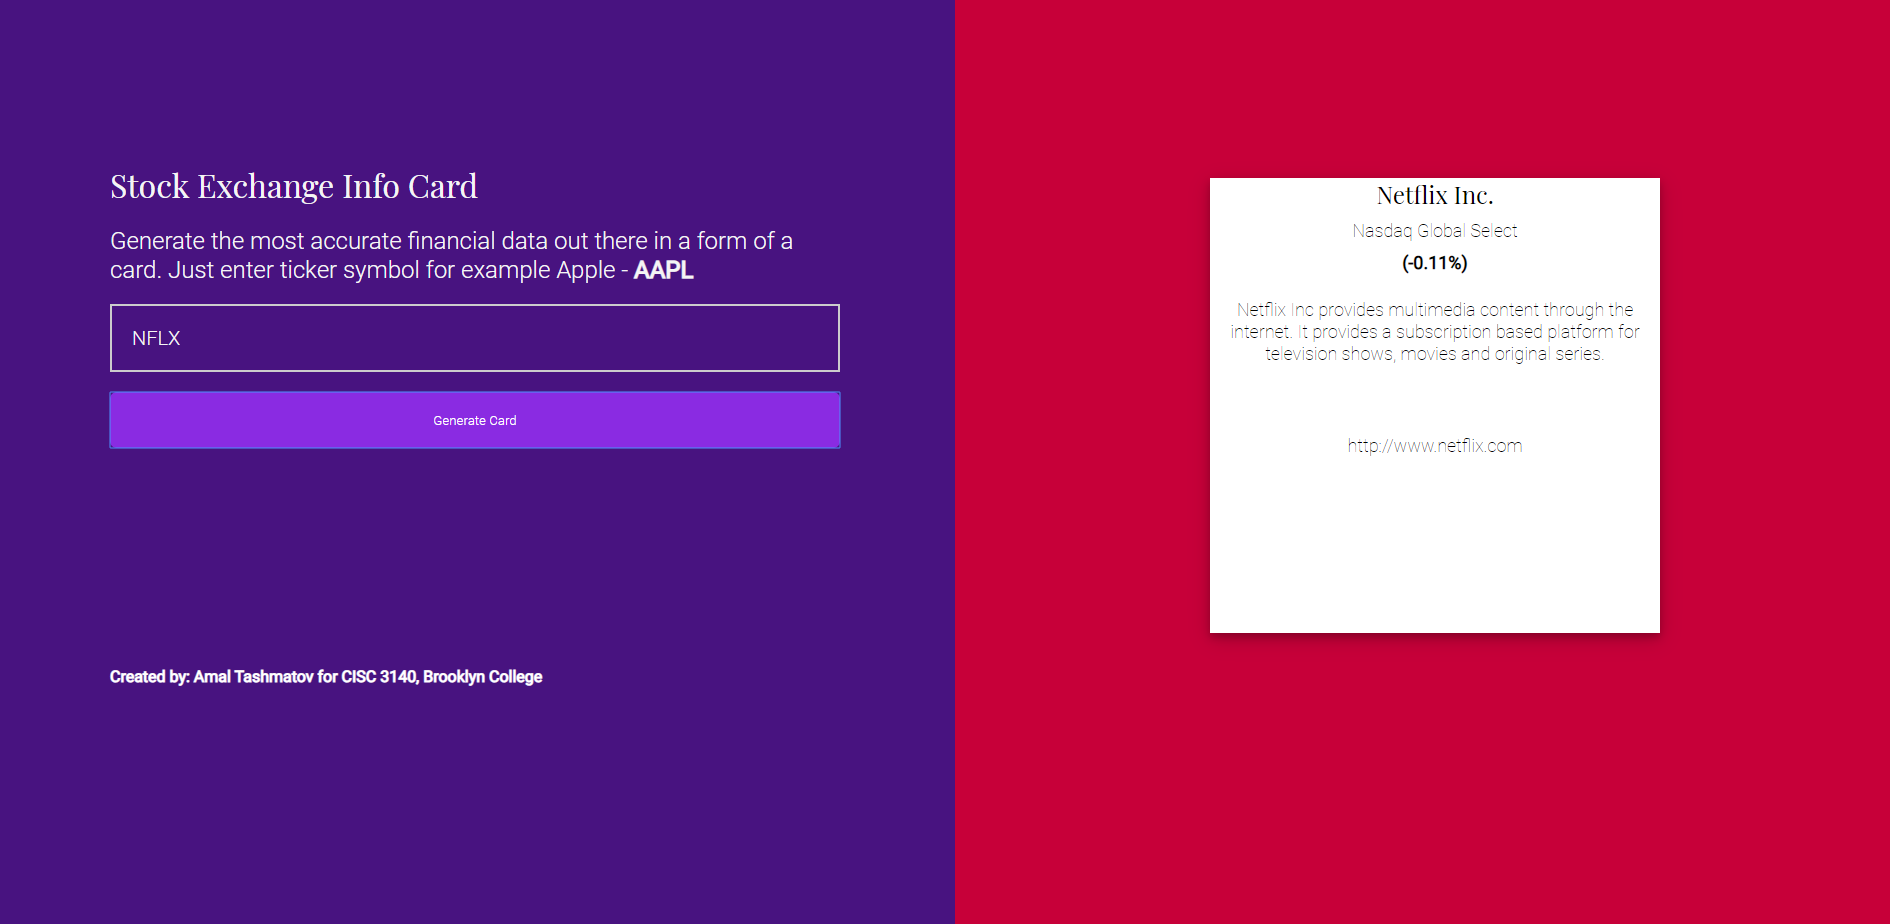 Stock Exchange Info Card
Generate the most accurate financial data out there in a form of a
card. Just enter ticker symbol for example Apple - AAPL
NFLX
Generate Card
Created by: Amal Tashmatov for CISC 3140, Brooklyn College
Netflix Inc.
Nasdaq Global Select
(-0.11%)
Netflix Inc provides multimedia content through the
internet. It provides a subscription based platform for
television shows, movies and original series.
http://www.netflix.com